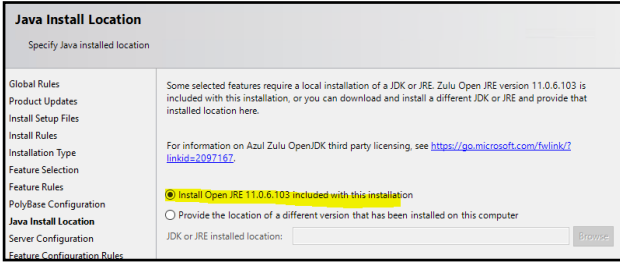 Java Install Location
Specify Java installed location
Global Rules
Product Updates
Install Setup Files
Install Rules
Installation Type
Feature Selection
Feature Rules
PolyBase Configuration
Java Install Location
Server Configuration
Feature Configuration Rules
Some selected features require a local installation of a JDK or JRE. Zulu Open JRE version 11.0.6.103 is
included with this installation, or you can download and install a different JDK or JRE and provide that
installed location here.
For information on Azul Zulu OpenJDK third party licensing, see https://go.microsoft.com/fwlink/?
linkid=2097167.
Install Open JRE 11.0.6.103 included with this installation
Provide the location of a different version that has been installed on this computer
JDK or JRE installed location:
Browse